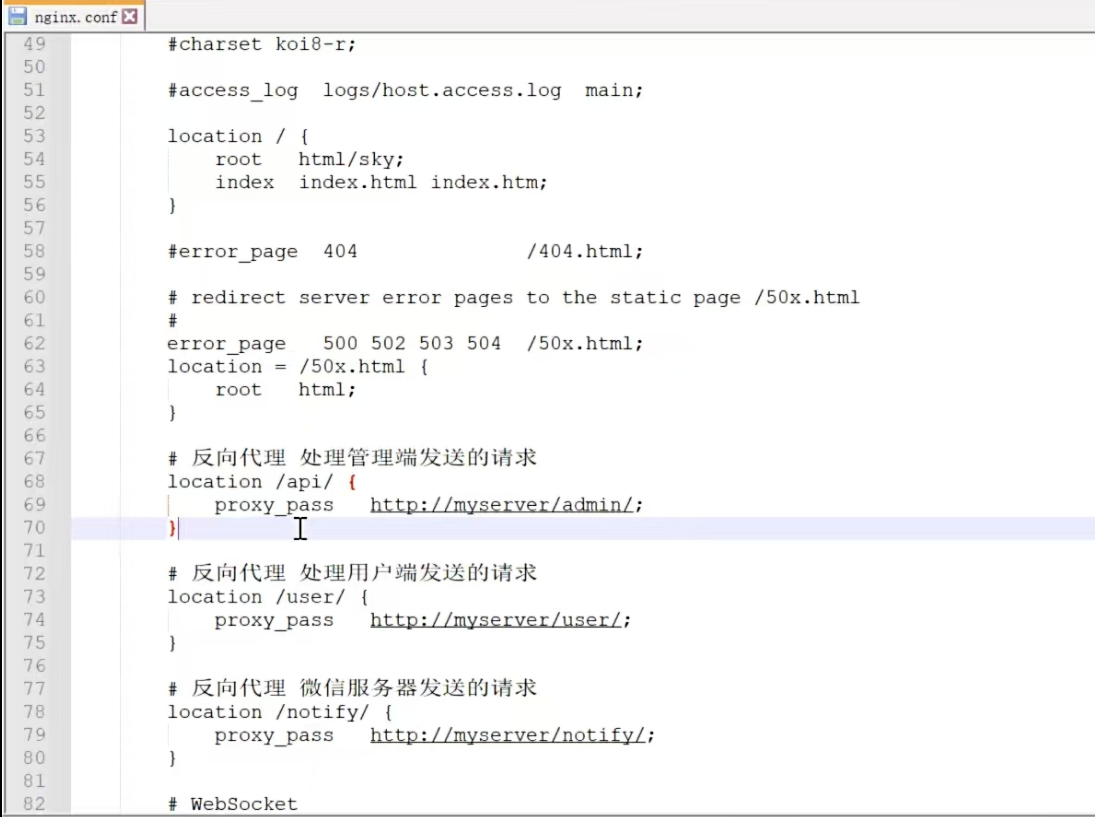 nginx.conf
49 #charset koi8-r;
50
51 #access_log  logs/host.access.log  main;
52
53 location / {
54     root   html/sky;
55     index  index.html index.htm;
56 }
57
58 #error_page  404              /404.html;
59
60 # redirect server error pages to the static page /50x.html
61 #
62 error_page   500 502 503 504  /50x.html;
63 location = /50x.html {
64     root   html;
65 }
66
67 # 反向代理 处理管理端发送的请求
68 location /api/ {
69     proxy_pass   http://myserver/admin/;
70 }
71
72 # 反向代理 处理用户端发送的请求
73 location /user/ {
74     proxy_pass   http://myserver/user/;
75 }
76
77 # 反向代理 微信服务器发送的请求
78 location /notify/ {
79     proxy_pass   http://myserver/notify/;
80 }
81
82 # WebSocket